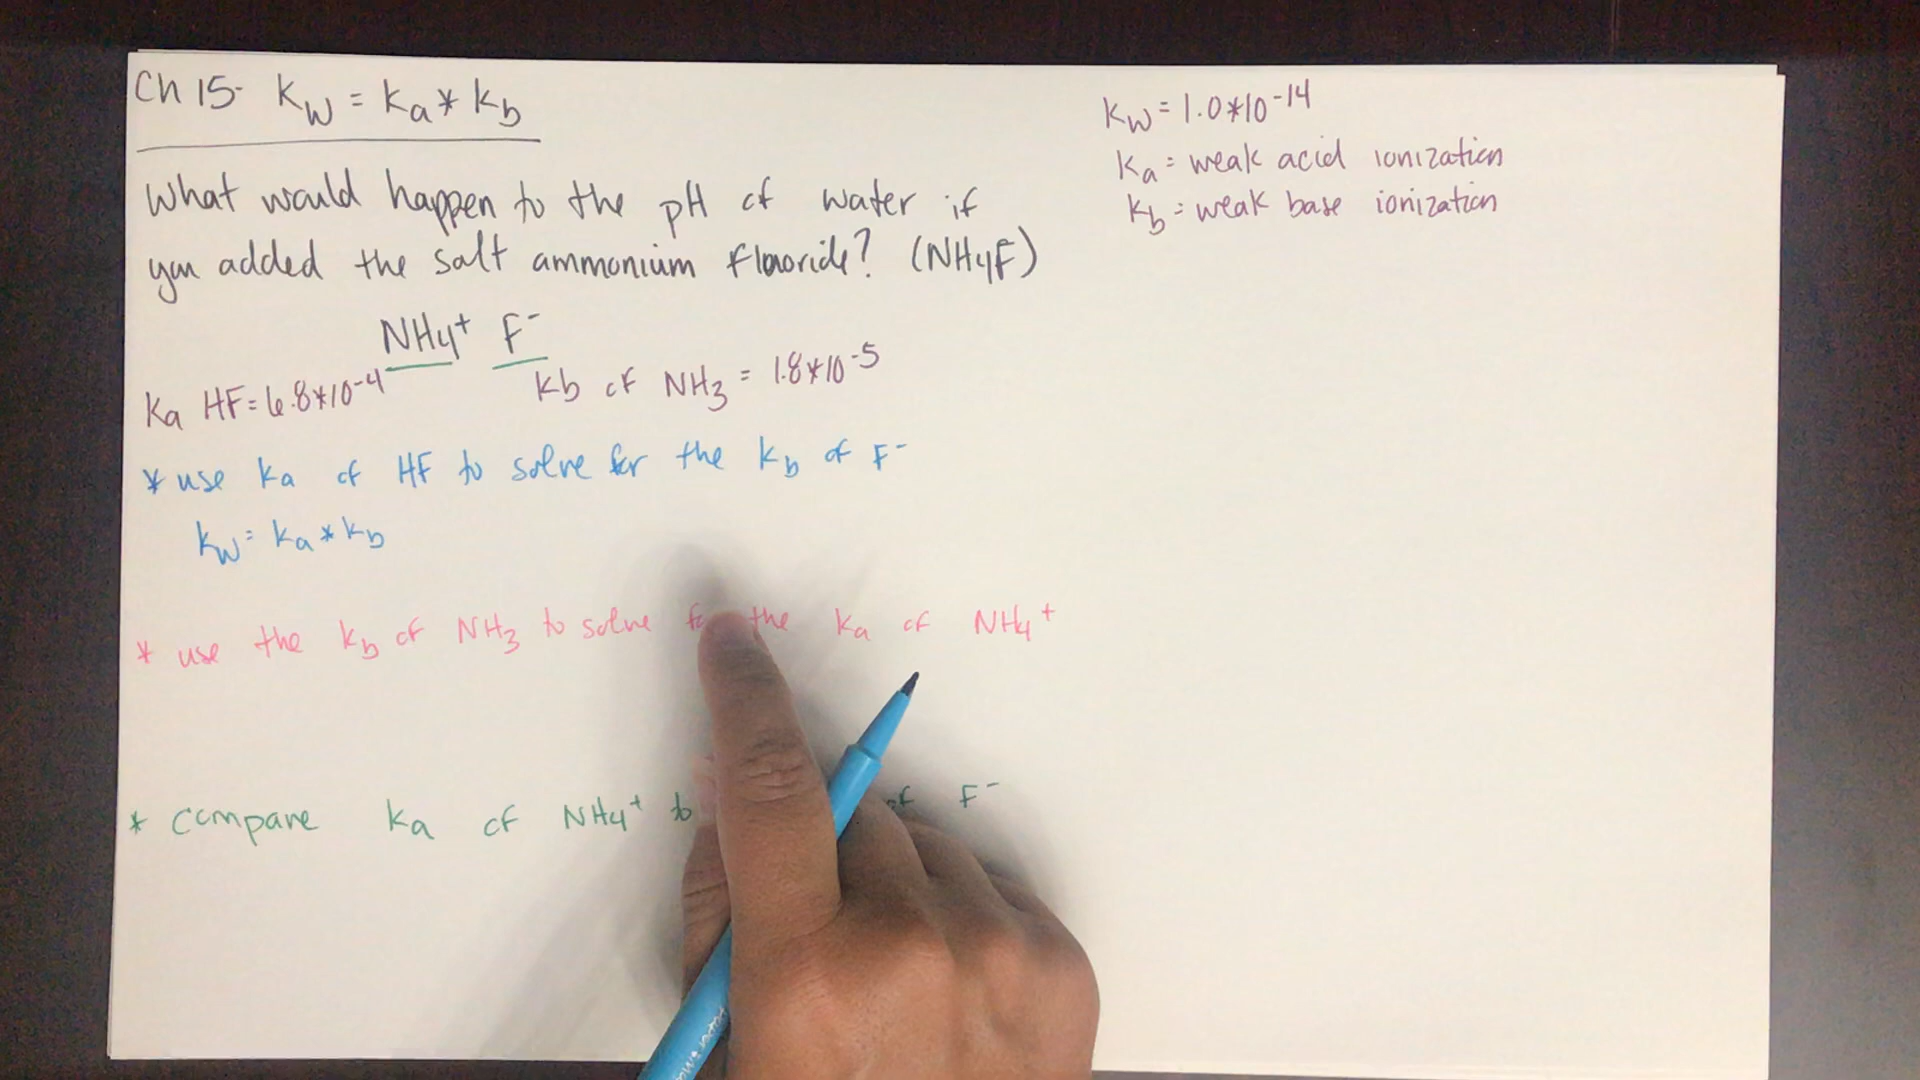 Ch 15- Kw = Ka * Kb
What would happen to the pH of water if
you added the salt ammonium fluoride? (NH4F)
NH4+ F-
Ka HF = 6.8*10-4
Kb of NH3 = 1.8*10-5
* use Ka of HF to solve for the Kb of F-
Kw = Ka * Kb
* use the Kb of NH3 to solve the Ka of NH4+
* Compare Ka of NH4+ to of F-
Kw = 1.0*10-14
Ka = weak acid ionization
Kb = weak base ionization